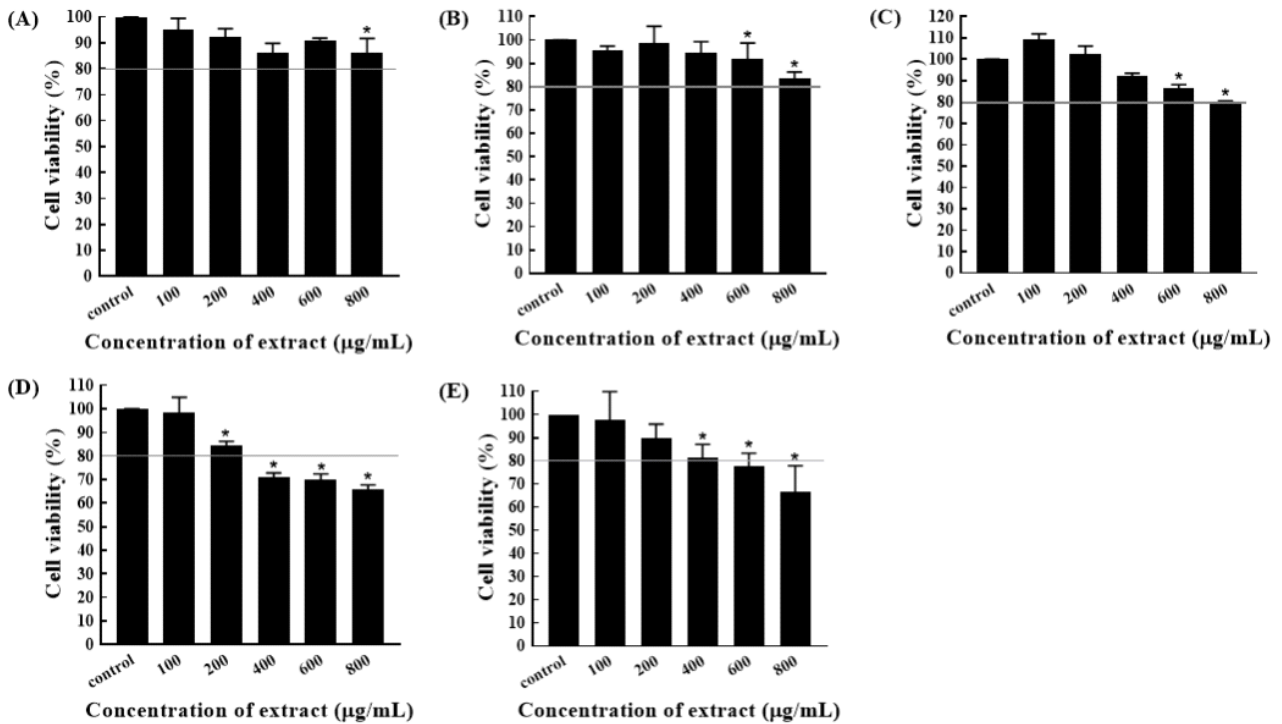 (A)
Cell viability (%)
100
90
80
70
60
50
40
30
20
10
0
*
control 100 200 400 600 800
Concentration of extract (μg/mL)
(B)
Cell viability (%)
110
100
90
80
70
60
50
40
30
20
10
0
* *
control 100 200 400 600 800
Concentration of extract (μg/mL)
(C)
Cell viability (%)
120
110
100
90
80
70
60
50
40
30
20
10
0
* *
control 100 200 400 600 800
Concentration of extract (μg/mL)
(D)
Cell viability (%)
110
100
90
80
70
60
50
40
30
20
10
0
* * * *
control 100 200 400 600 800
Concentration of extract (μg/mL)
(E)
Cell viability (%)
110
100
90
80
70
60
50
40
30
20
10
0
* * *
control 100 200 400 600 800
Concentration of extract (μg/mL)